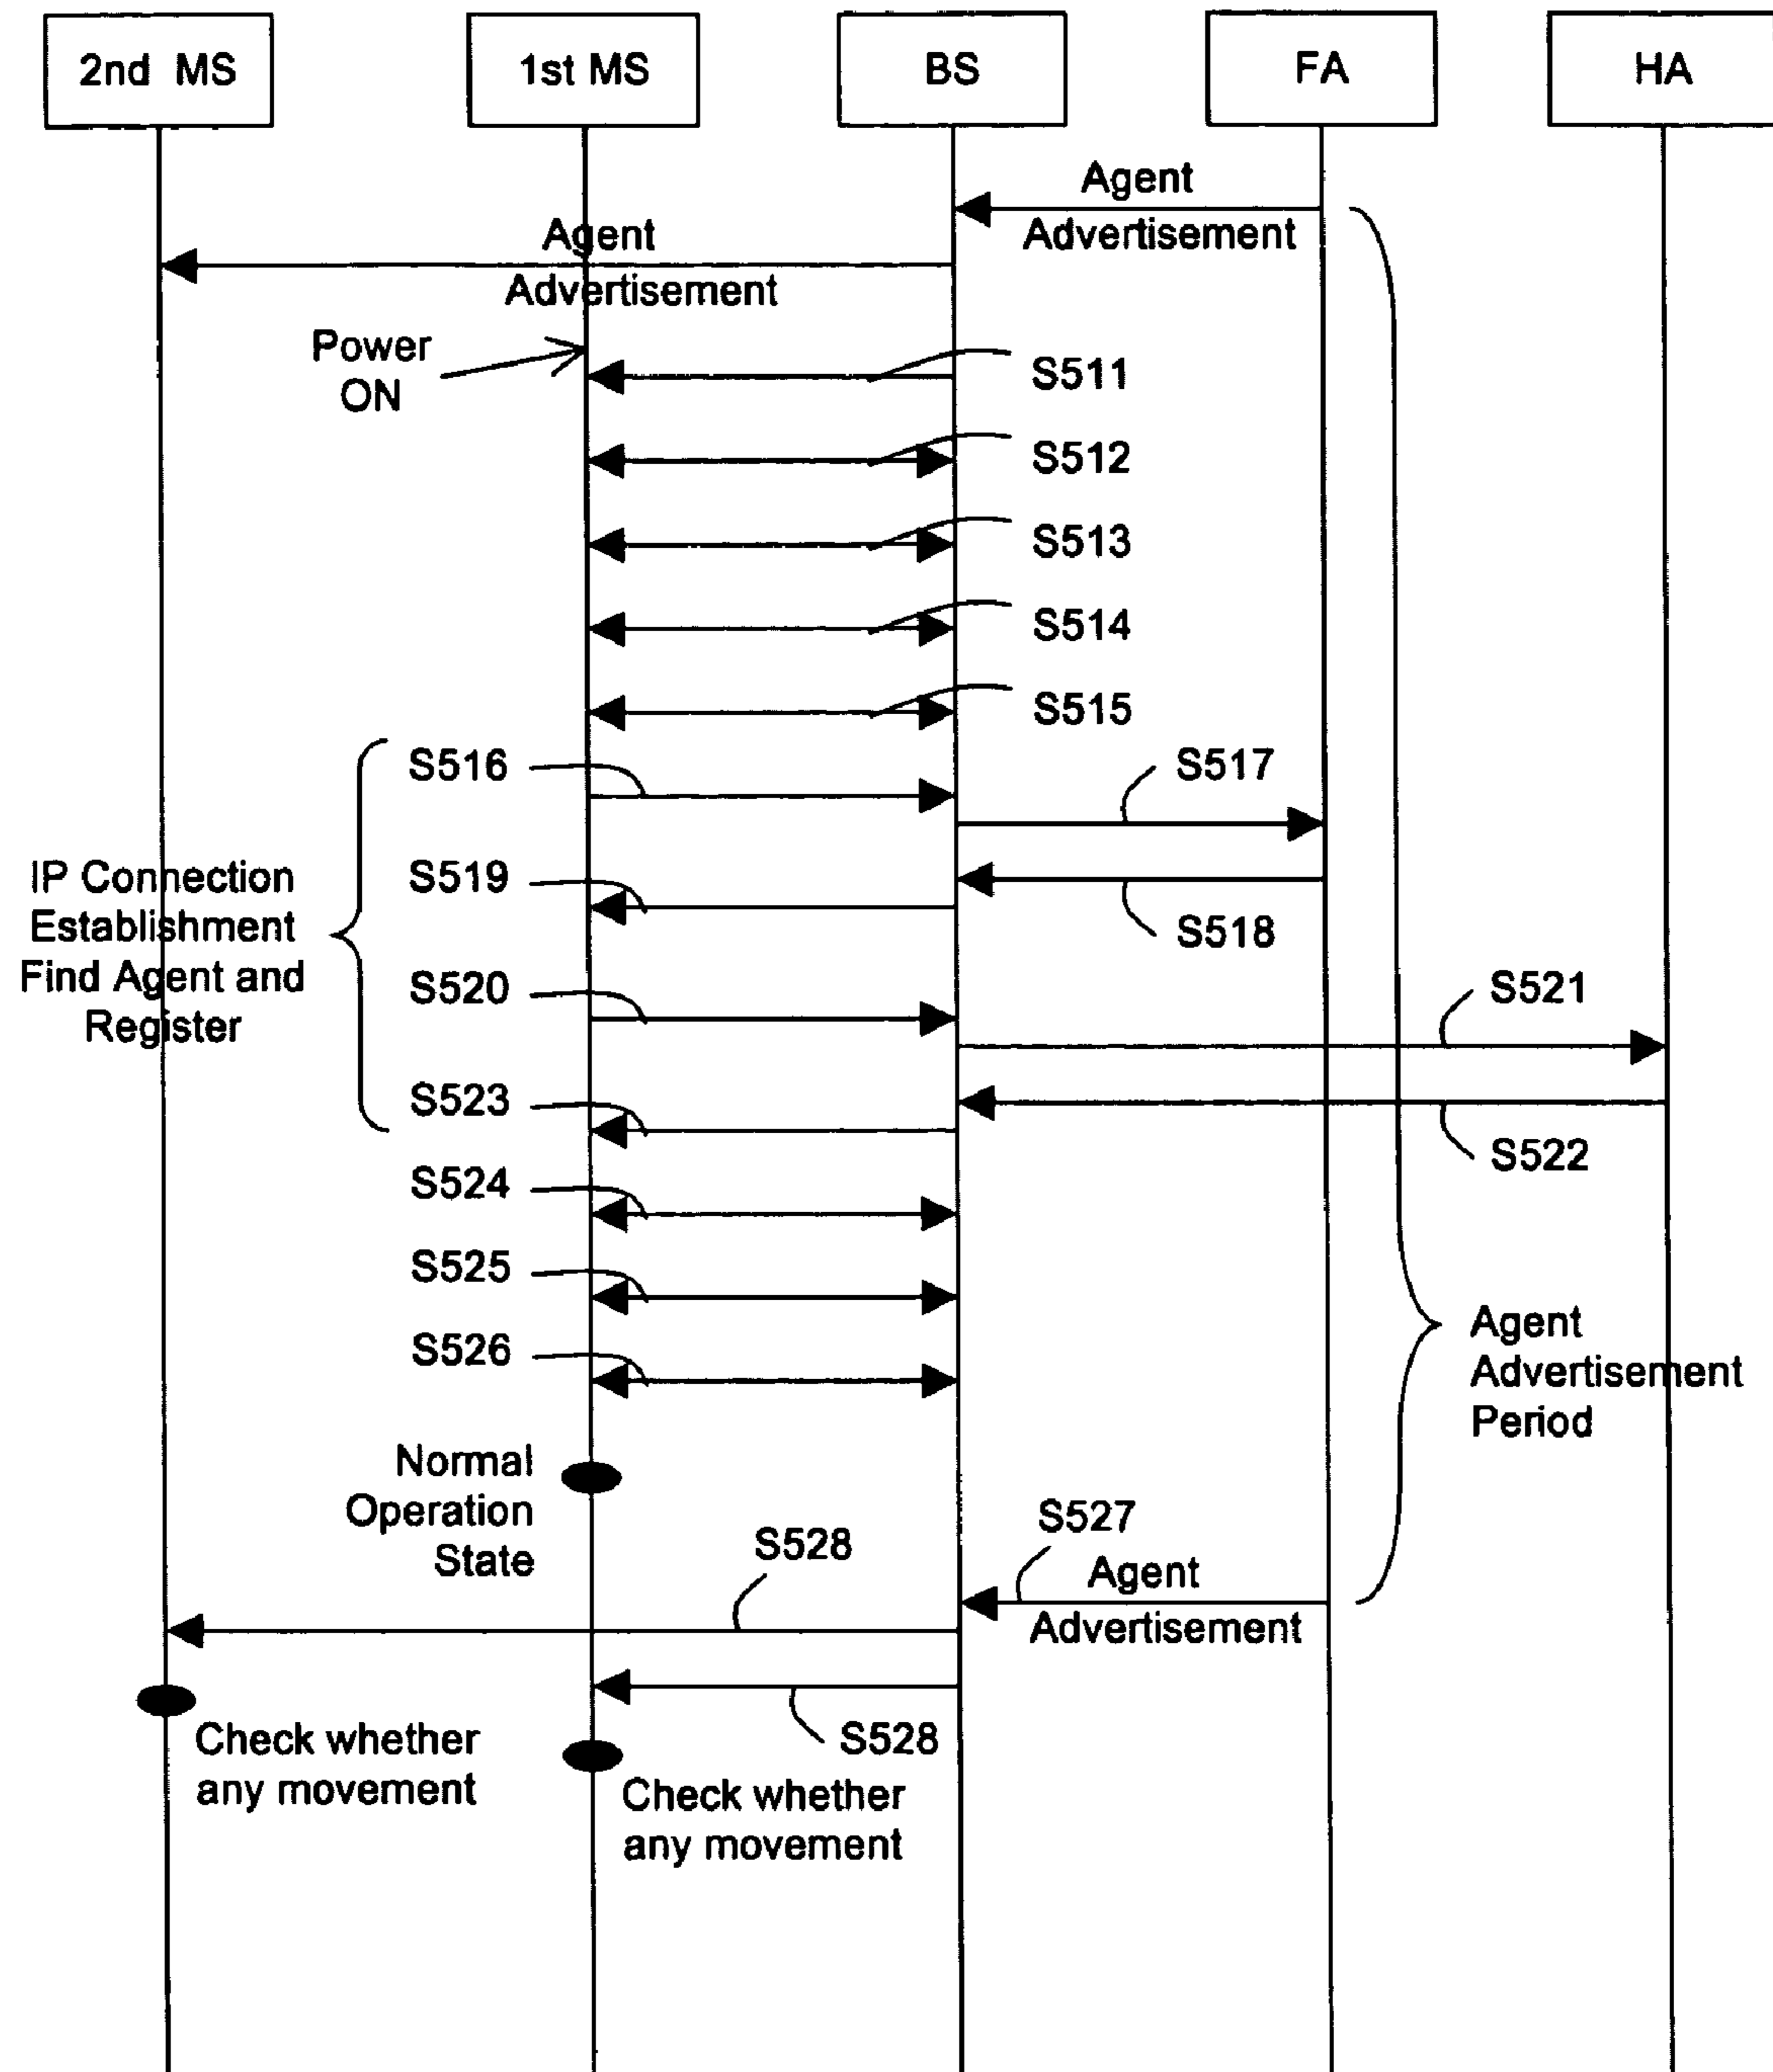 2nd MS
1st MS
BS
FA
HA
Agent
Advertisement
Agent
Advertisement
Power
ON
S511
S512
S513
S514
S515
S516
S517
IP Connection
Establishment
Find Agent and
Register
S519
S518
S520
S521
S523
S522
S524
S525
S526
Agent
Advertisement
Period
Normal
Operation
State
S527
Agent
Advertisement
S528
S528
Check whether
any movement
Check whether
any movement